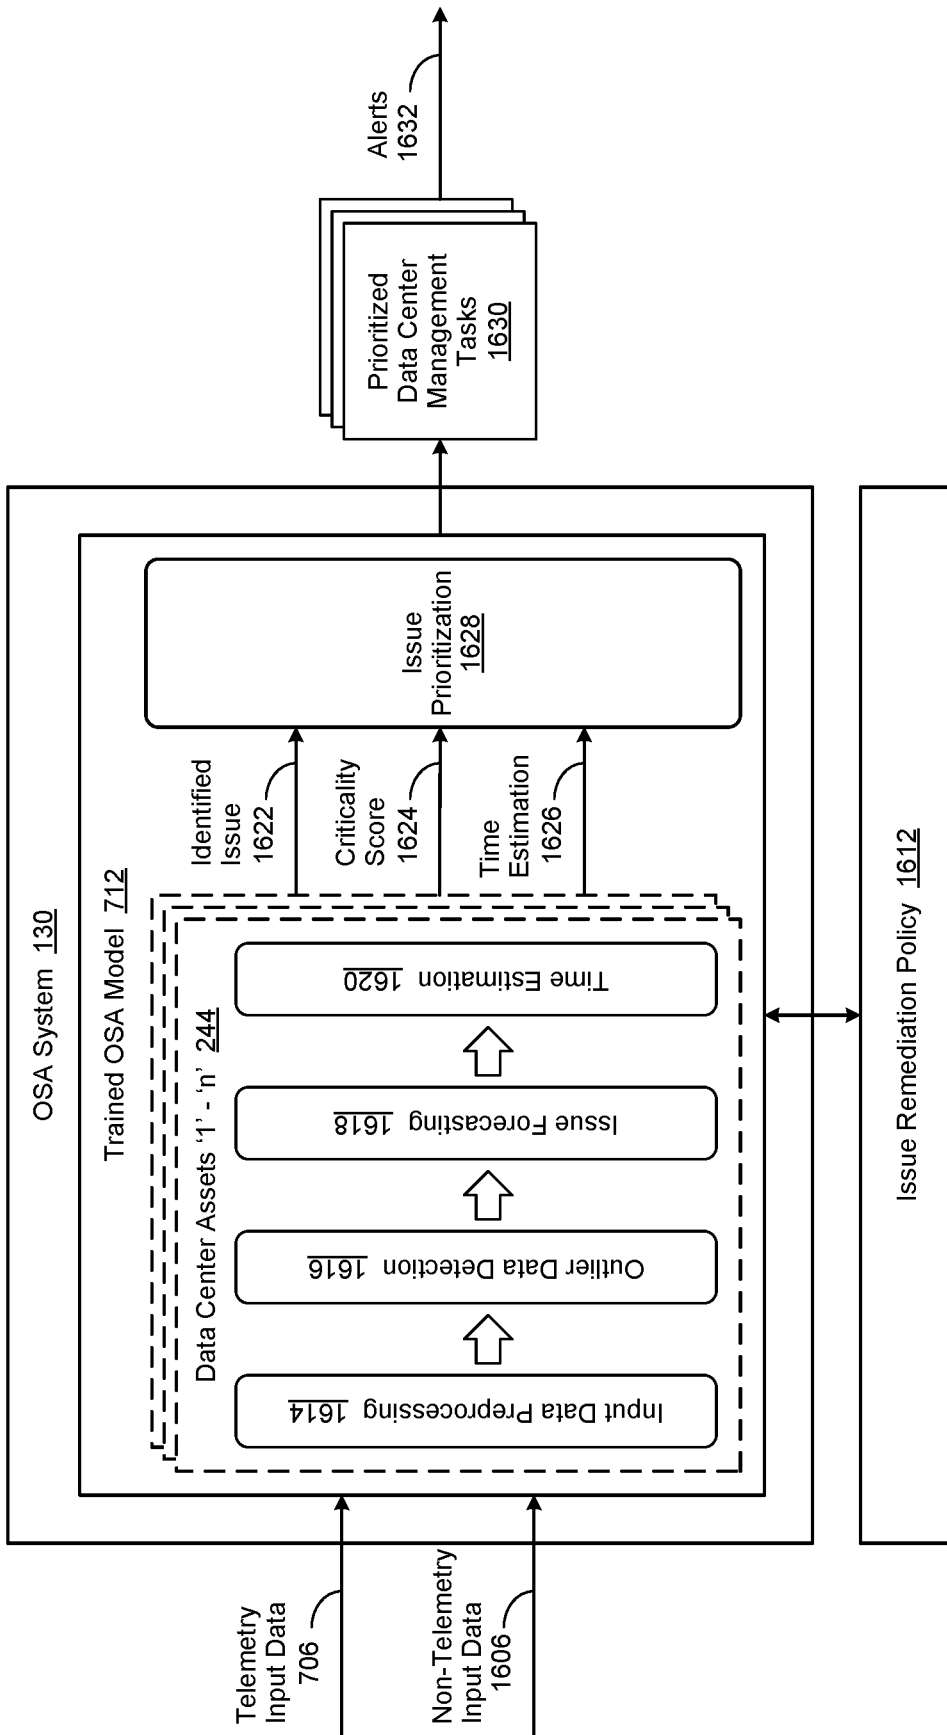 OSA System 130
Trained OSA Model 712
Data Center Assets '1' - 'n' 244
Telemetry
Input Data
706
Non-Telemetry
Input Data
1606
Input Data Preprocessing 1614
Outlier Data Detection 1616
Issue Forecasting 1618
Time Estimation 1620
Identified
Issue
1622
Criticality
Score
1624
Time
Estimation
1626
Issue
Prioritization
1628
Prioritized
Data Center
Management
Tasks
1630
Alerts
1632
Issue Remediation Policy 1612